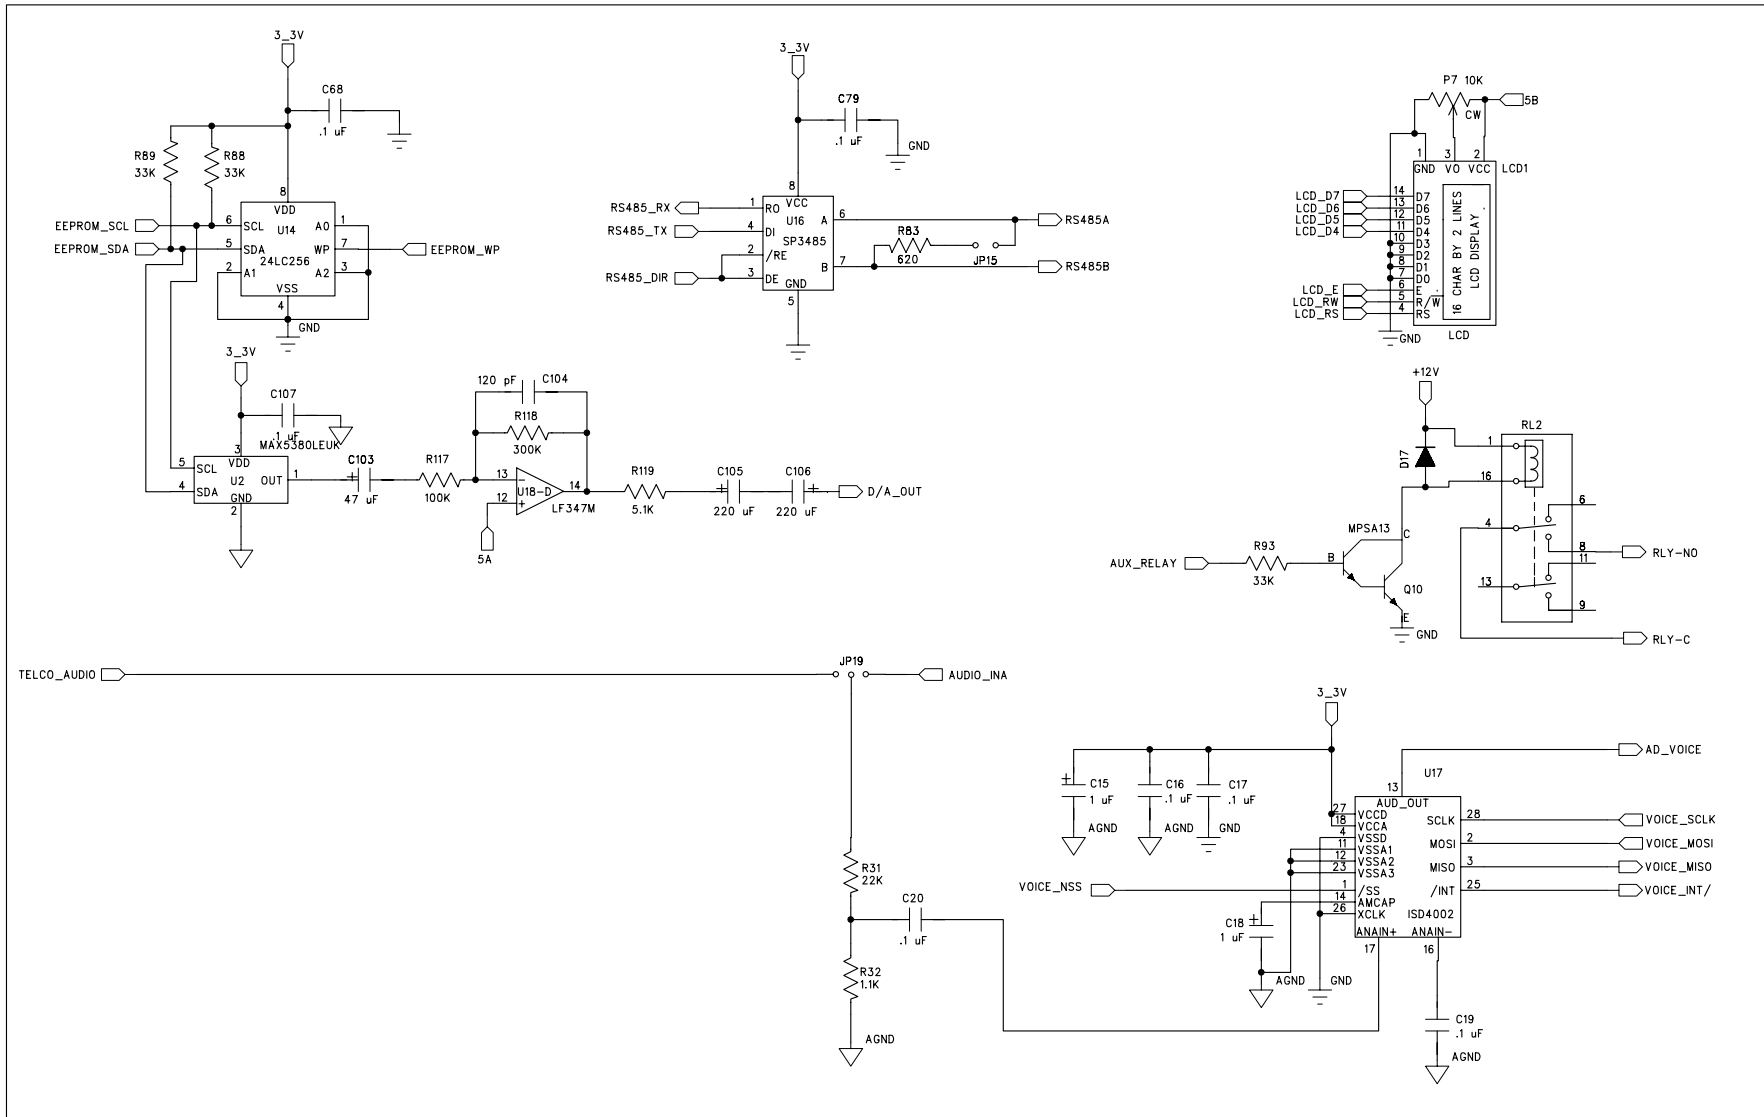 3_3V
C68
.1 uF
R89
33K
R88
33K
8
VDD
EEPROM_SCL
6
SCL
U14
A0
1
EEPROM_SDA
5
SDA
WP
7
EEPROM_WP
24LC256
2
A1
A2
3
VSS
4
GND
3_3V
C79
.1 uF
GND
8
VCC
RS485_RX
1
RO
U16
A
6
RS485A
RS485_TX
4
DI
SP3485
R83
620
JP15
2
/RE
RS485_DIR
3
DE
B
7
RS485B
GND
5
P7 10K
5B
CW
1
3
2
GND
VO
VCC
LCD1
LCD_D7
14
D7
LCD_D6
13
D6
LCD_D5
12
D5
LCD_D4
11
D4
10
D3
9
D2
8
D1
7
D0
LCD_E
6
E
LCD_RW
5
R/W
LCD_RS
4
RS
16 CHAR BY 2 LINES
LCD DISPLAY
GND
LCD
3_3V
C107
.1 uF
MAX5380LEUK
3
VDD
5
SCL
U2
OUT
1
4
SDA
GND
2
C103
47 uF
R117
100K
120 pF
C104
R118
300K
13
U18-D
14
12
LF347M
5A
R119
5.1K
C105
220 uF
C106
220 uF
D/A_OUT
+12V
RL2
D17
1
16
6
4
8
RLY-NO
11
13
9
RLY-C
MPSA13
C
AUX_RELAY
R93
33K
B
Q10
E
GND
TELCO_AUDIO
JP19
AUDIO_INA
R31
22K
C20
.1 uF
R32
1.1K
AGND
3_3V
C15
1 uF
C16
.1 uF
C17
.1 uF
AGND
AGND
GND
AD_VOICE
U17
13
AUD_OUT
27
VCCD
18
VCCA
4
VSSD
11
VSSA1
12
VSSA2
23
VSSA3
VOICE_NSS
1
/SS
14
AMCAP
26
XCLK
SCLK
28
VOICE_SCLK
MOSI
2
VOICE_MOSI
MISO
3
VOICE_MISO
/INT
25
VOICE_INT/
ISD4002
ANAIN+
ANAIN-
17
16
C18
1 uF
AGND
GND
C19
.1 uF
AGND